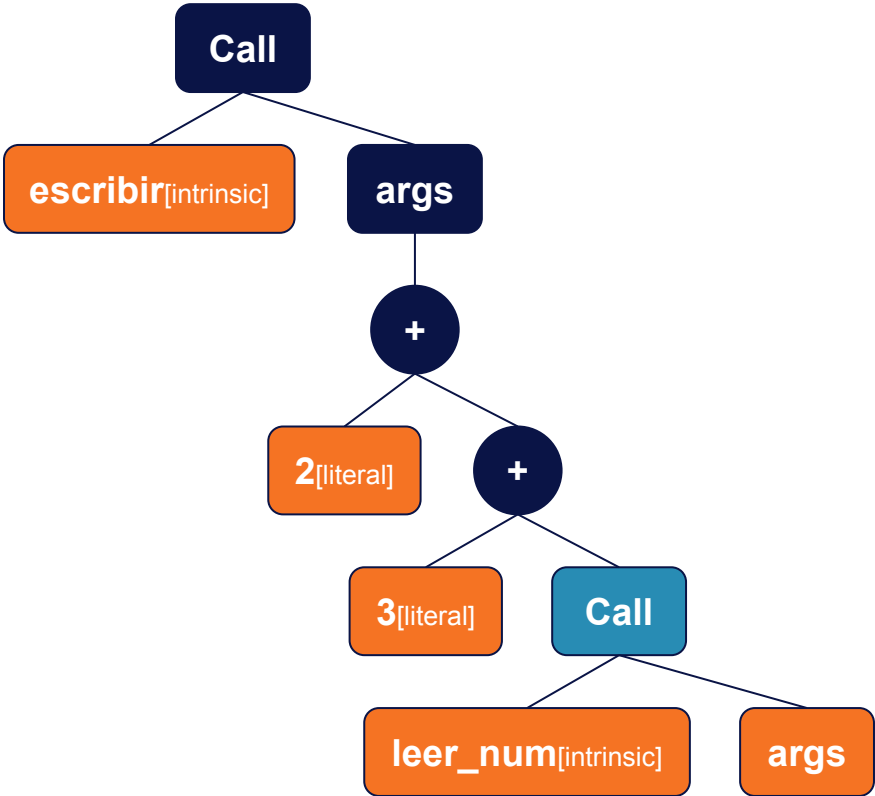 Call
escribir[intrinsic]
args
+
2[literal]
+
3[literal]
Call
leer_num[intrinsic]
args